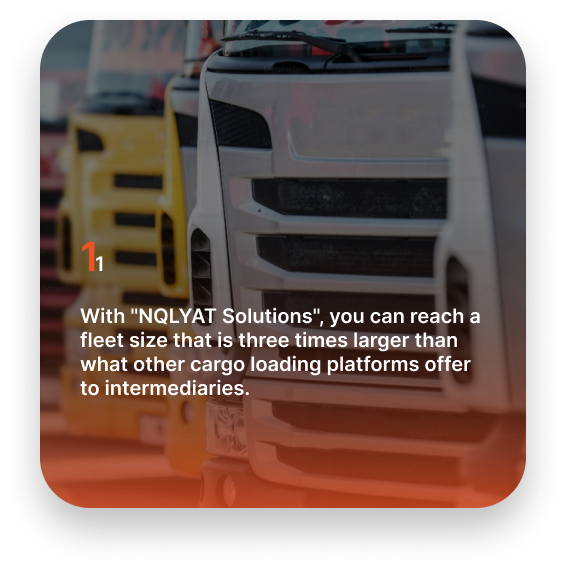 11
With "NQLYAT Solutions", you can reach a
fleet size that is three times larger than
what other cargo loading platforms offer
to intermediaries.